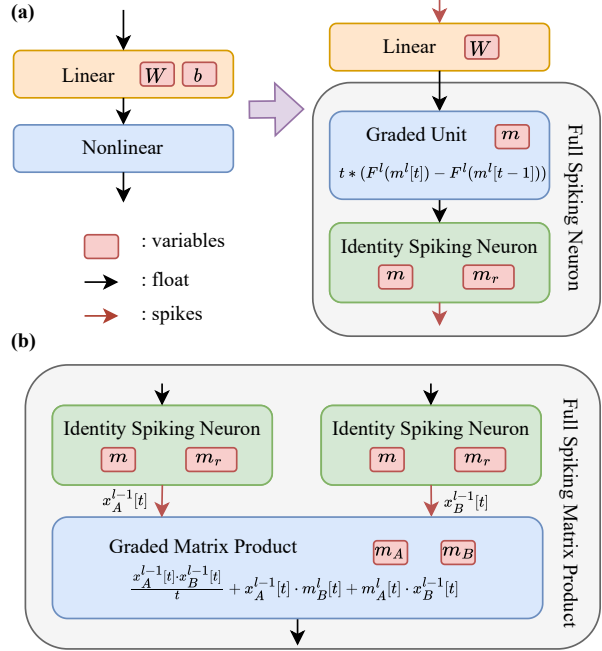 (a)
Linear W b
Nonlinear
: variables
: float
: spikes
Linear W
Graded Unit m
t ∗ (F^l(m^l[t]) − F^l(m^l[t − 1]))
Identity Spiking Neuron
m m_r
Full Spiking Neuron
(b)
Identity Spiking Neuron
m m_r
Identity Spiking Neuron
m m_r
x_A^{l−1}[t]
x_B^{l−1}[t]
Graded Matrix Product m_A m_B
\frac{x_A^{l−1}[t]·x_B^{l−1}[t]}{t} + x_A^{l−1}[t] · m_B^l[t] + m_A^l[t] · x_B^{l−1}[t]
Full Spiking Matrix Product